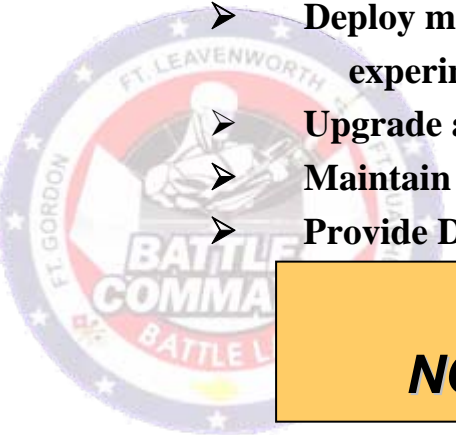 ➢ Deploy m
experin
➢ Upgrade a
➢ Maintain
➢ Provide D
FT. LEAVENWORTH
FT. GORDON
BATTLE
COMMA
BATTLE L
NO